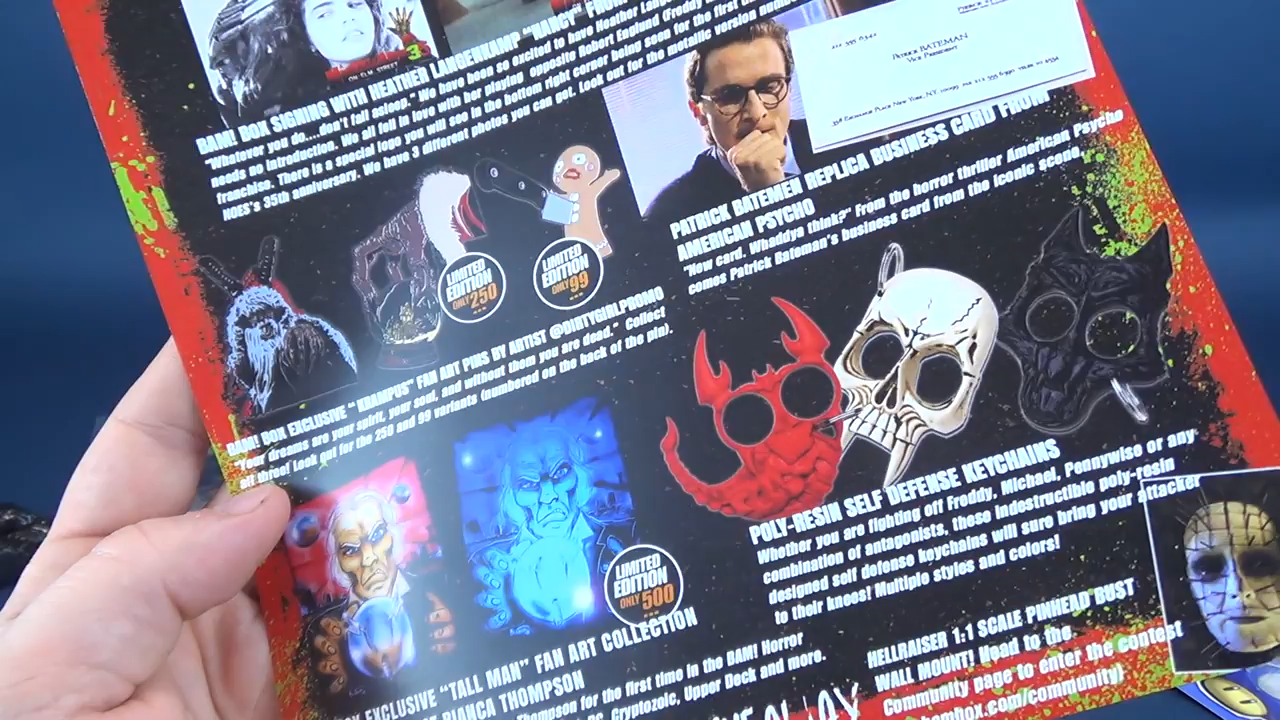 3
ON ELM STREET
BAM! BOX SIGNING WITH HEATHER LANGENKAMP "NANCY" FROM
"Whatever you do... don't fall asleep." We have been so excited to have Heather
needs no introduction. We all fell in love with her playing opposite Robert Englund (Freddy
franchise. There is a special logo you will see in the bottom right corner being seen for the first
NOES's 35th anniversary. We have 3 different photos you can get. Look out for the metallic version
PATRICK BATEMAN
Vice President
PATRICK BATEMEN REPLICA BUSINESS CARD FROM
AMERICAN PSYCHO
"New card. Whaddya think?" From the horror thriller American Psycho
comes Patrick Bateman's business card from the iconic scene.
LIMITED
EDITION
ONLY 250
LIMITED
EDITION
ONLY 99
BAM! BOX EXCLUSIVE "KRAMPUS" FAN ART PINS BY ARTIST @DIRTYGIRLPROMO
"Your dreams are your spirit, your soul, and without them you are dead." Collect
all three! Look out for the 250 and 99 variants (numbered on the back of the pin).
LIMITED
EDITION
ONLY 500
EXCLUSIVE "TALL MAN" FAN ART COLLECTION
BIANCA THOMPSON
Thompson for the first time in the BAM! Horror
Cryptozoic, Upper Deck and more.
POLY-RESIN SELF DEFENSE KEYCHAINS
Whether you are fighting off Freddy, Michael, Pennywise or any
combination of antagonists, these indestructible poly-resin
designed self defense keychains will sure bring your attacker
to their knees! Multiple styles and colors!
HELLRAISER 1:1 SCALE PINHEAD BUST
WALL MOUNT! Head to the
Community page to enter the contest